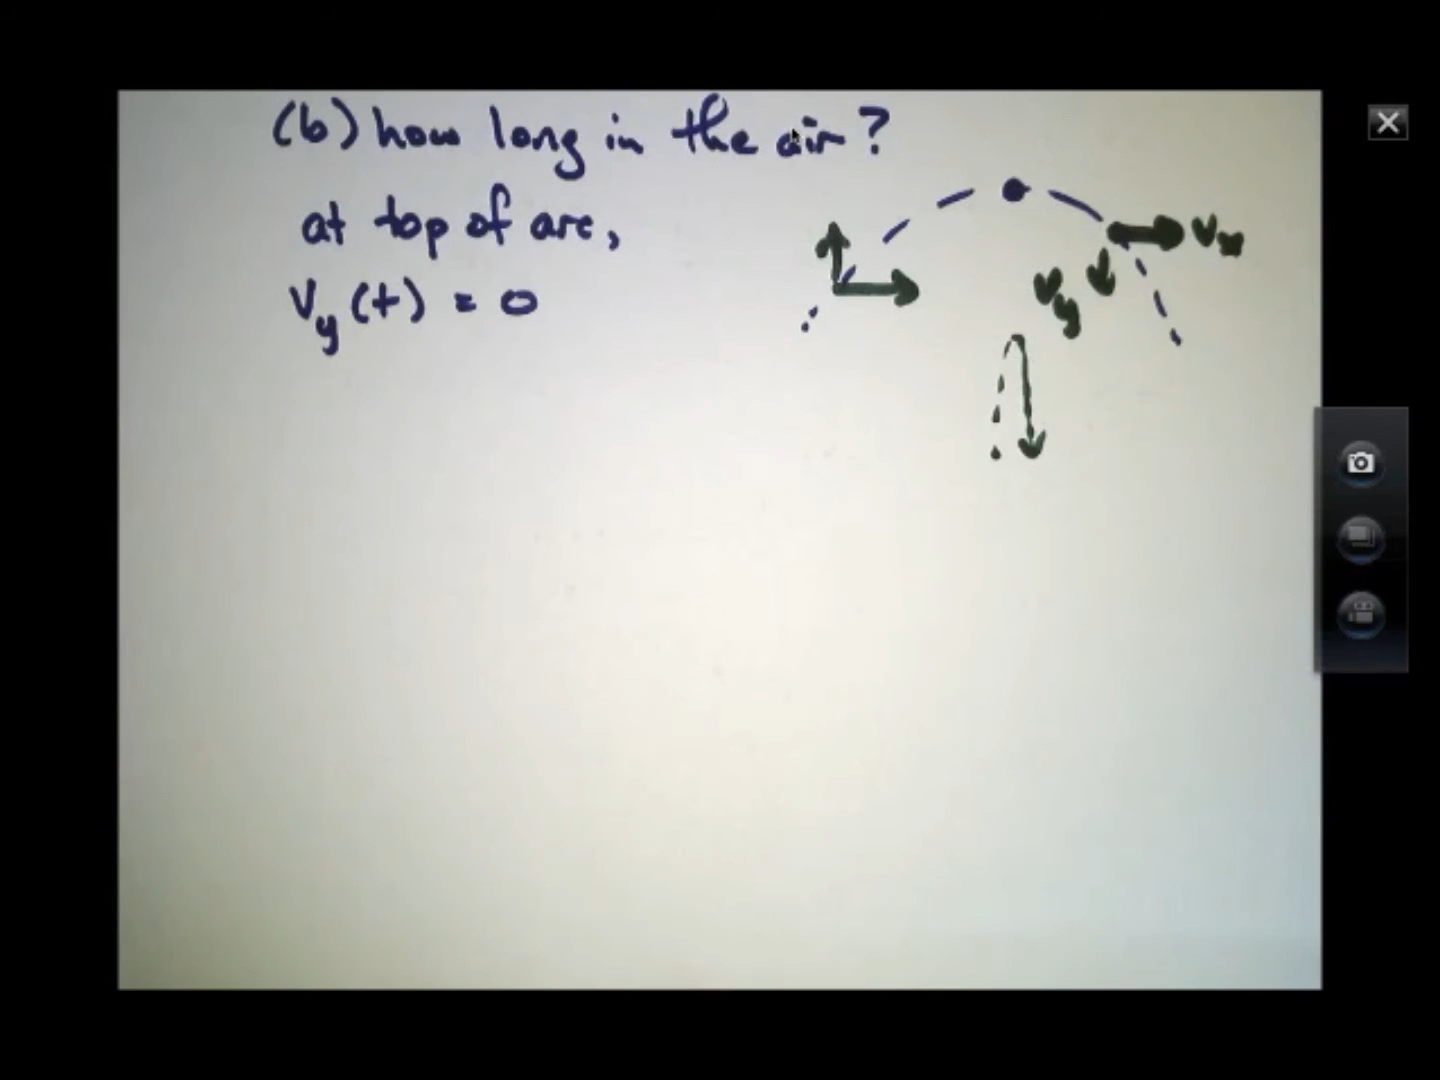 (b) how long in the air?
at top of arc,
Vy(t) = 0
Vx
Vy